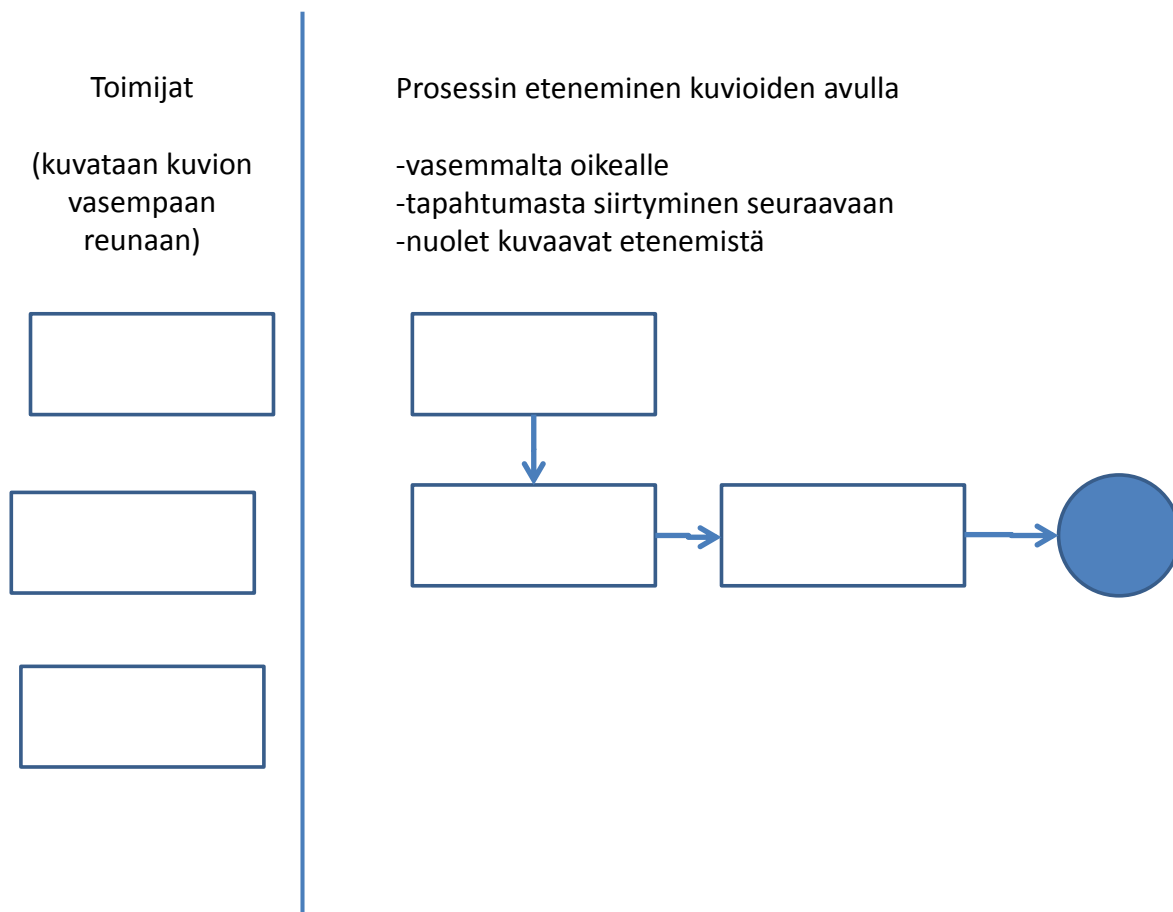 Toimijat
(kuvataan kuvion
vasempaan
reunaan)
Prosessin eteneminen kuvioiden avulla
-vasemmalta oikealle
-tapahtumasta siirtyminen seuraavaan
-nuolet kuvaavat etenemistä